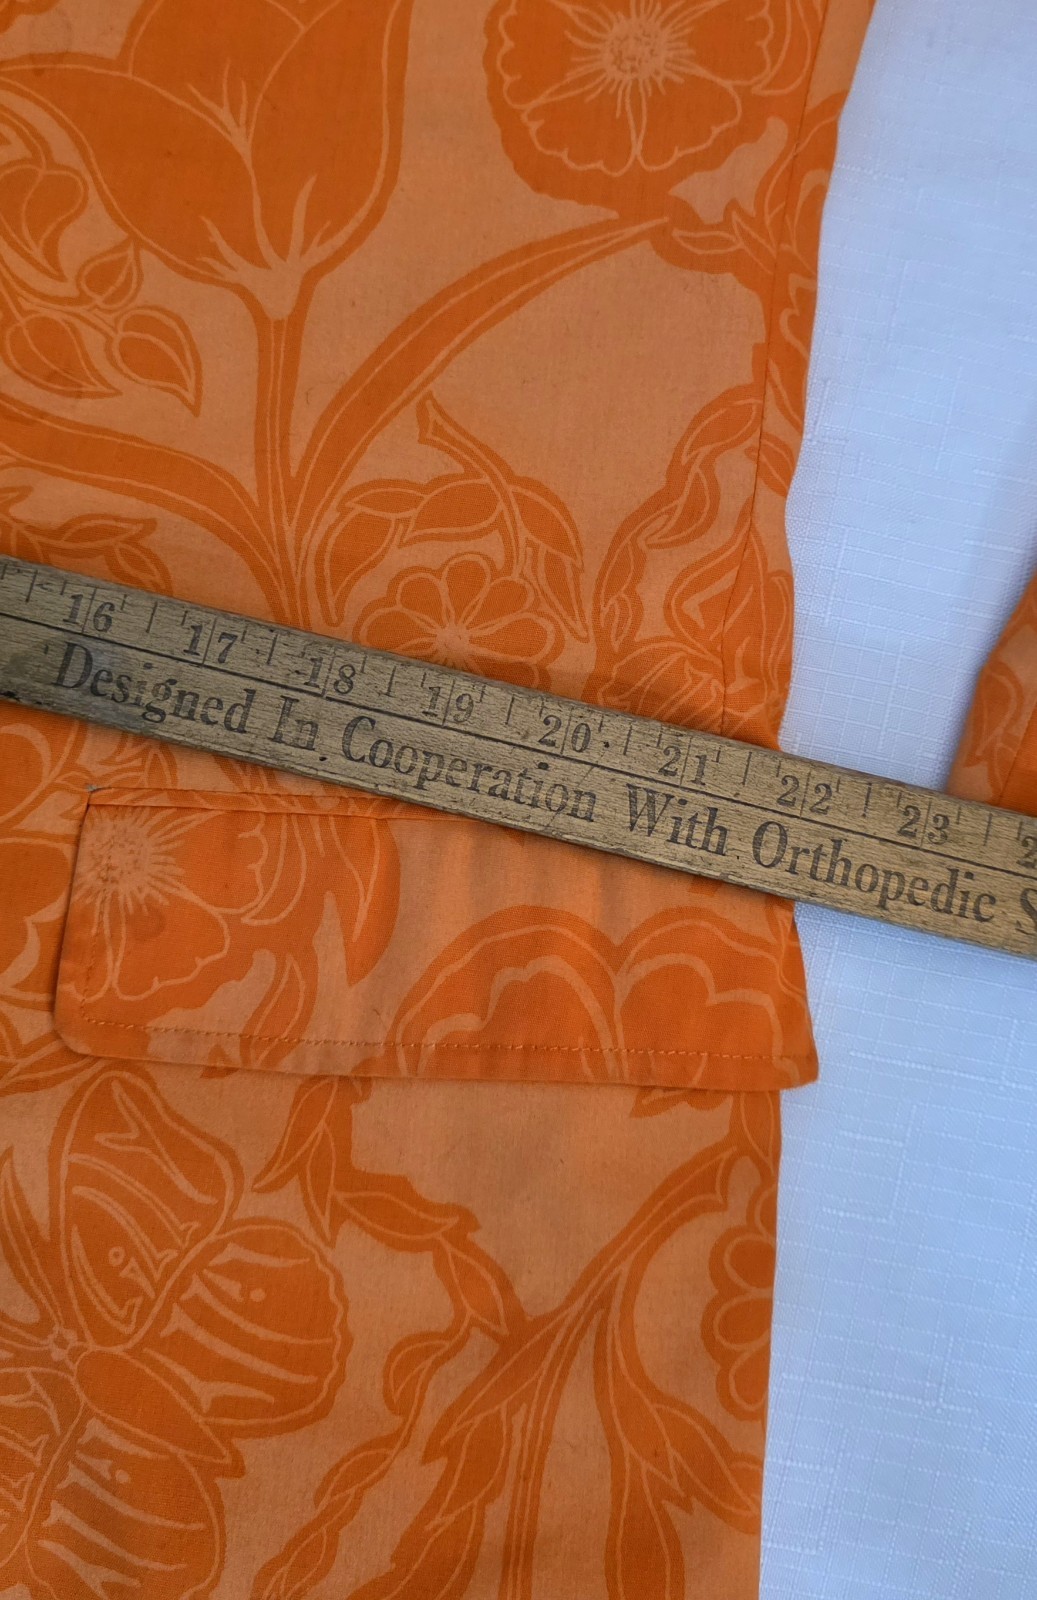 16 17 18 19 20 21 22 23
Designed In Cooperation With Orthopedic